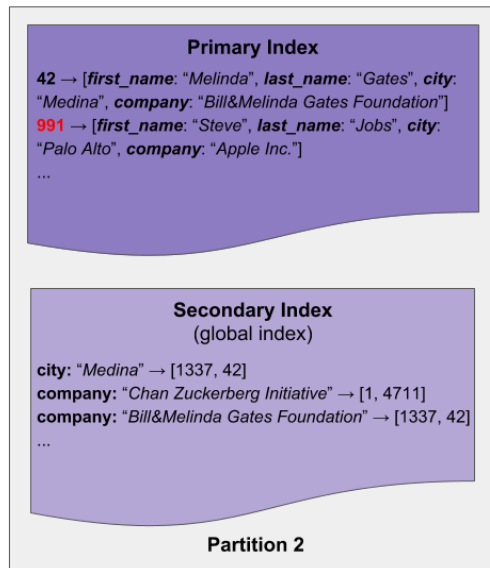 Primary Index
42 → [first_name: “Melinda”, last_name: “Gates”, city:
“Medina”, company: “Bill&Melinda Gates Foundation”]
991 → [first_name: “Steve”, last_name: “Jobs”, city:
“Palo Alto”, company: “Apple Inc.”]
...
Secondary Index
(global index)
city: “Medina” → [1337, 42]
company: “Chan Zuckerberg Initiative” → [1, 4711]
company: “Bill&Melinda Gates Foundation” → [1337, 42]
...
Partition 2